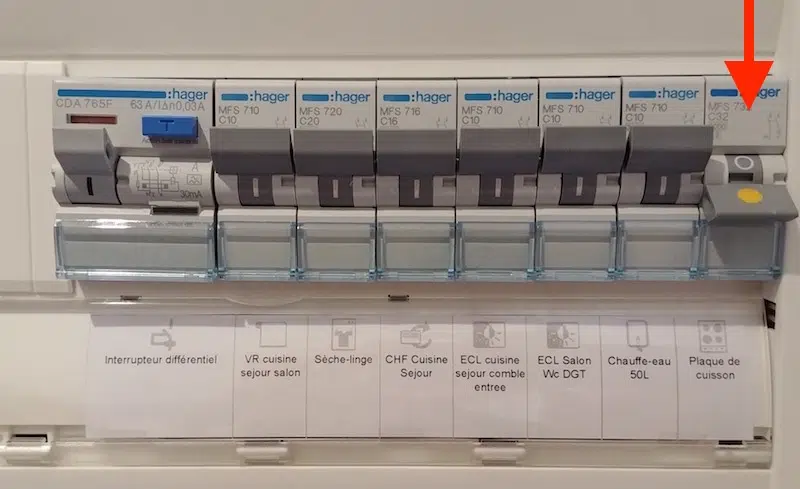 :hager
CDA 765F 63 A/IΔn0,03A
T
30mA
:hager
MFS 710
C10
:hager
MFS 720
C20
:hager
MFS 716
C16
:hager
MFS 710
C10
:hager
MFS 710
C10
:hager
MFS 710
C10
hager
C32
Interrupteur différentiel
VR cuisine
sejour salon
Sèche-linge
CHF Cuisine
Sejour
ECL cuisine
sejour comble
entree
ECL Salon
Wc DGT
Chauffe-eau
50L
Plaque de
cuisson